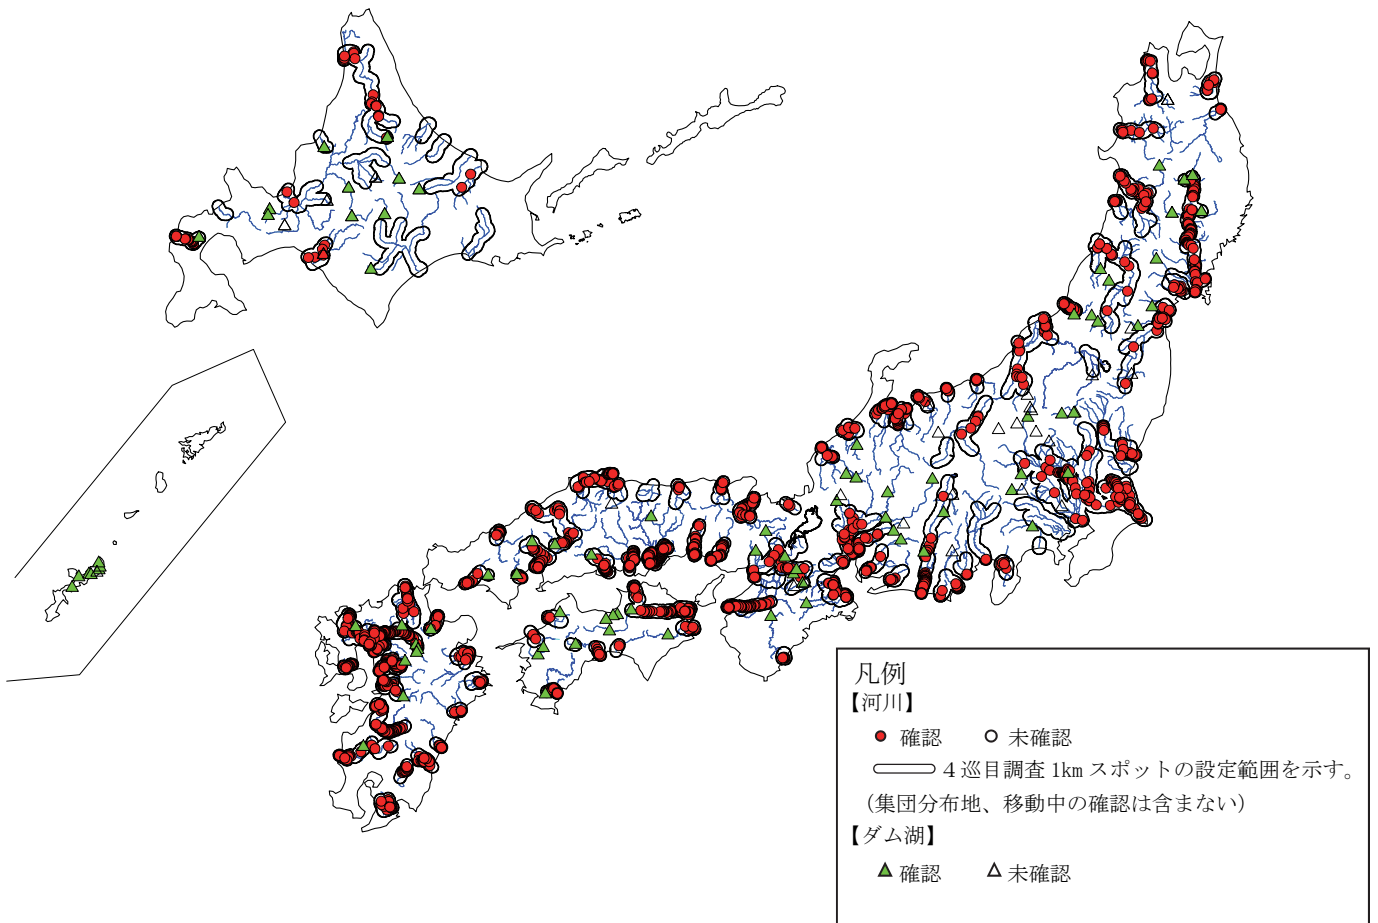 凡例
【河川】
確認 未確認
4巡目調査 1km スポットの設定範囲を示す。
（集団分布地、移動中の確認は含まない）
【ダム湖】
確認 未確認